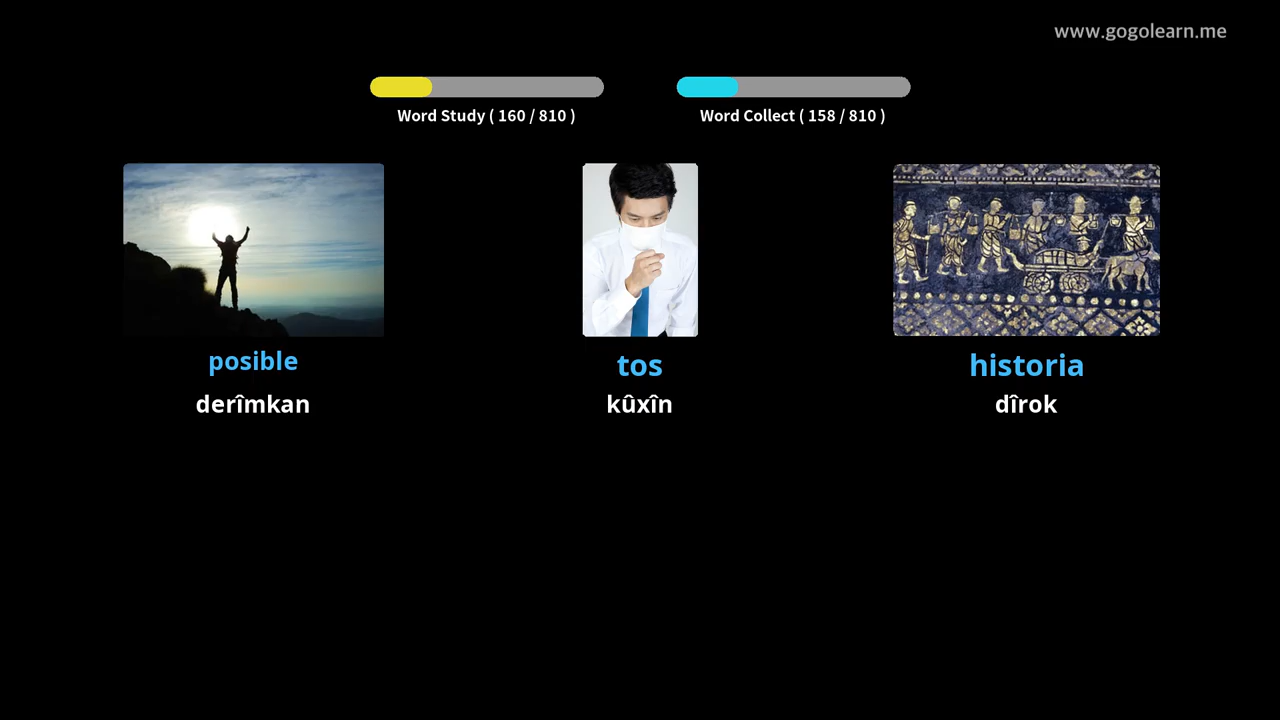 www.gogolearn.me
Word Study ( 160 / 810 )
Word Collect ( 158 / 810 )
posible
tos
historia
derîmkan
kûxîn
dîrok